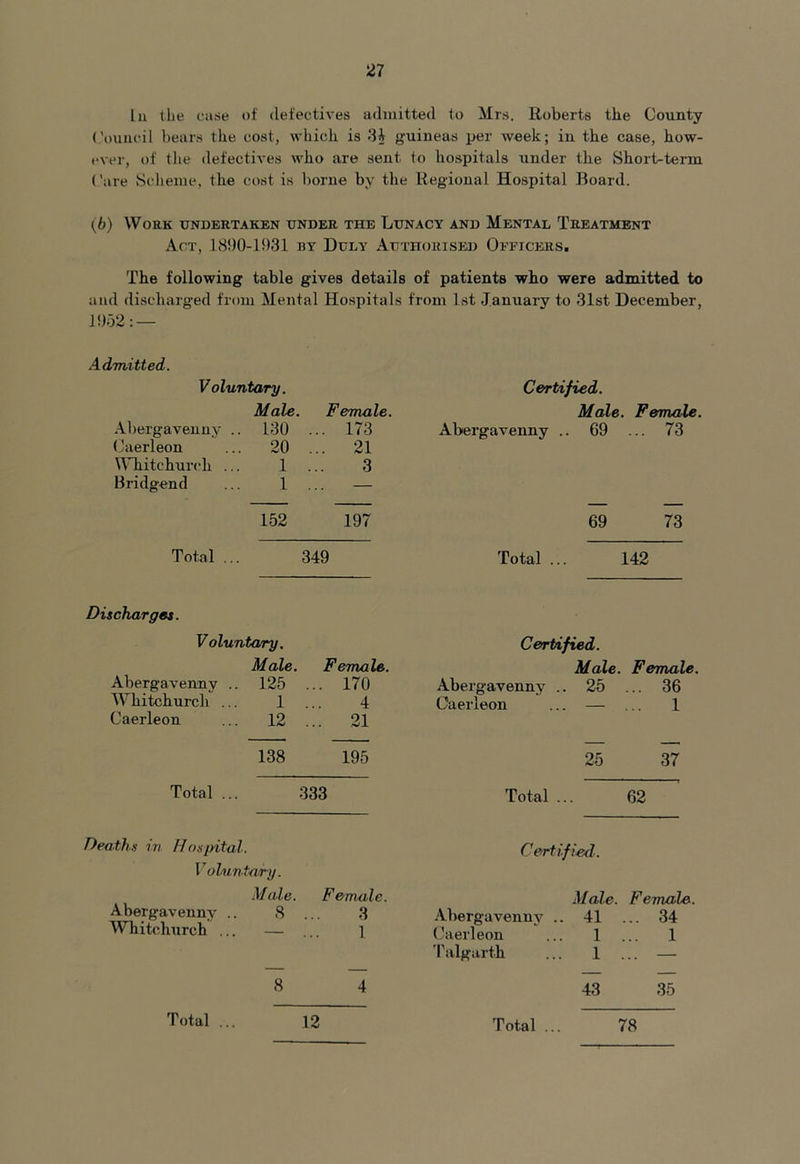 27
In the case of defectives admitted to Mrs. Roberts the County
Council bears the cost, which is 3½ guineas per week; in the case, how-
ever, of the defectives who are sent to hospitals under the Short-term
Care Scheme, the cost is borne by the Regional Hospital Board.
(b) Work undertaken under the Lunacy and Mental Treatment
Act, 1890-1931 by Duly Authorised Officers.
The following table gives details of patients who were admitted to
and discharged from Mental Hospitals from 1st January to 31st December,
1952:—
Admitted.
Voluntary.
Male. Female.
Abergavenny .. 130 ... 173
Caerleon ... 20 ... 21
Whitchurch ... 1 ... 3
Bridgend ... 1 ... —
152 197
Total ... 349
Certified.
Male. Female.
Abergavenny .. 69 ... 73
69 73
Total ... 142
Discharges.
Voluntary.
Male. Female.
Abergavenny .. 125 ... 170
Whitchurch ... 1 ... 4
Caerleon ... 12 ... 21
138 195
Total ... 333
Certified.
Male. Female.
Abergavenny .. 25 ... 36
Caerleon ... — ... 1
25 37
Total ... 62
Deaths in Hospital.
Voluntary.
Male. Female.
Abergavenny .. 8 ... 3
Whitchurch ... — ... 1
8 4
Total ... 12
Certified.
Male. Female.
Abergavenny .. 41 ... 34
Caerleon ... 1 ... 1
Talgarth ... 1 ... —
43 35
Total ... 78